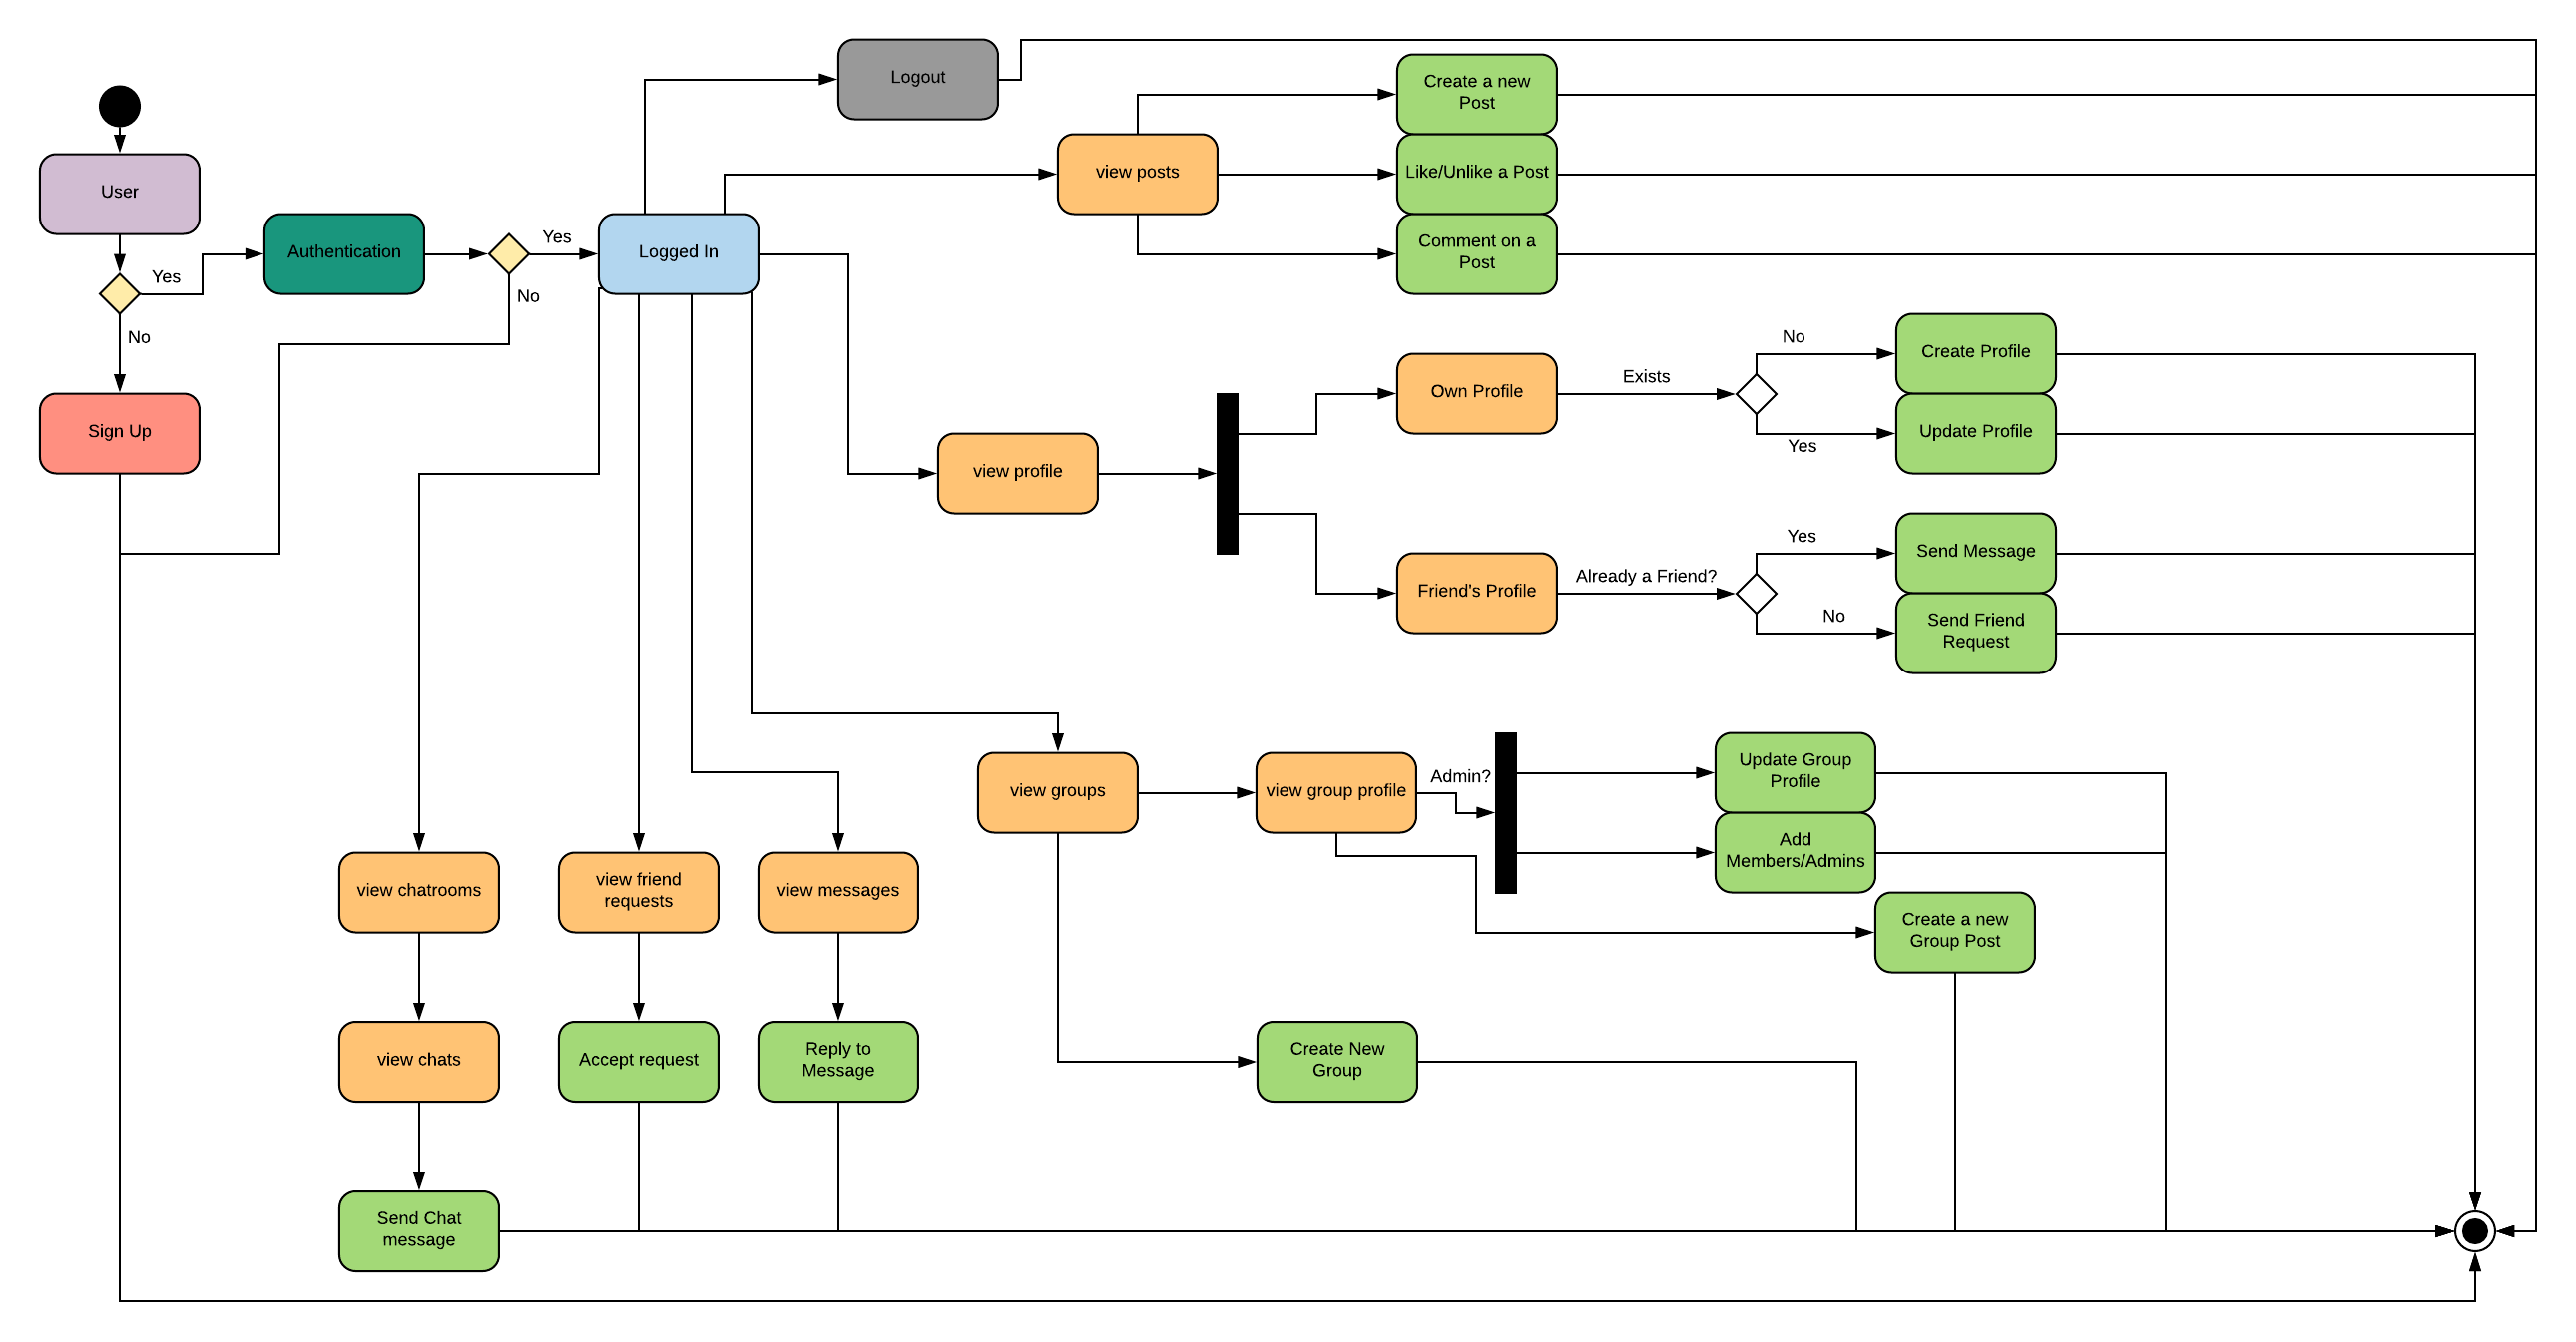 Logout
Create a new
Post
User
view posts
Like/Unlike a Post
Authentication
Yes
Logged In
Comment on a
Post
Yes
No
No
No
Create Profile
Exists
Own Profile
Sign Up
Update Profile
Yes
view profile
Yes
Send Message
Already a Friend?
Friend's Profile
No
Send Friend
Request
Update Group
Profile
Admin?
view groups
view group profile
Add
Members/Admins
view chatrooms
view friend
requests
view messages
Create a new
Group Post
view chats
Accept request
Reply to
Message
Create New
Group
Send Chat
message